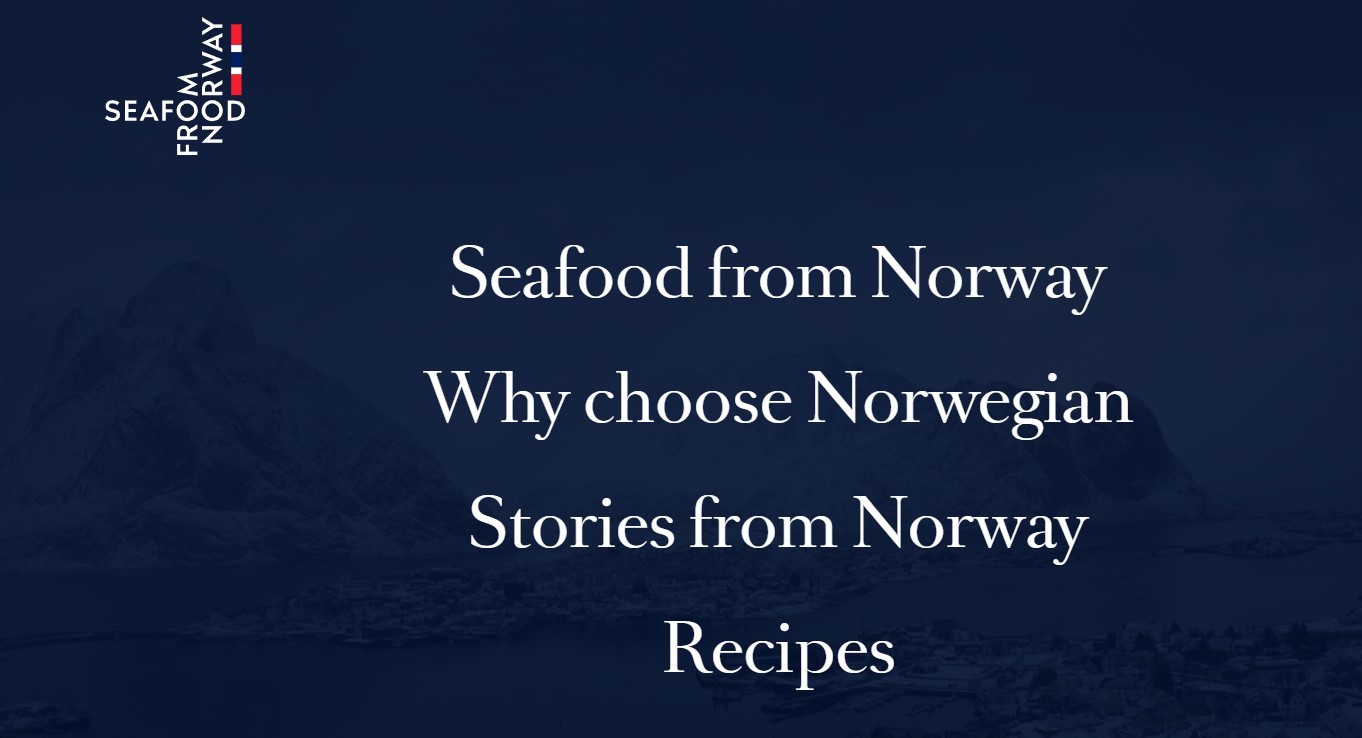 SEAFOOD
FROM
NORWAY
Seafood from Norway
Why choose Norwegian
Stories from Norway
Recipes